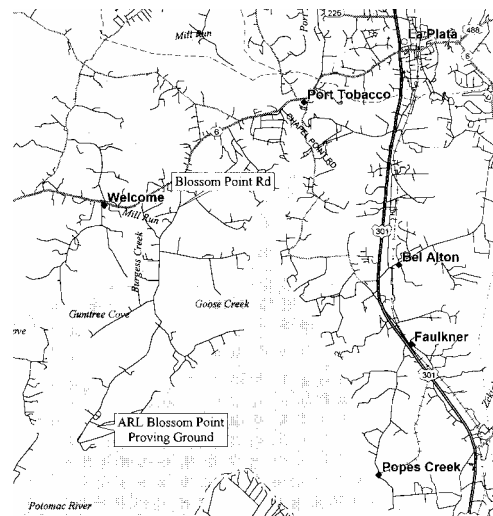 225
La Plata
488
6
Mill Run
Port
Port Tobacco
CHAPEL POINT RD
6
Blossom Point Rd
Welcome
Mill Run
301
Burgess Creek
Bel Alton
Goose Creek
Guntree Cove
Faulkner
301
ARL Blossom Point
Proving Ground
Popes Creek
Potomac River